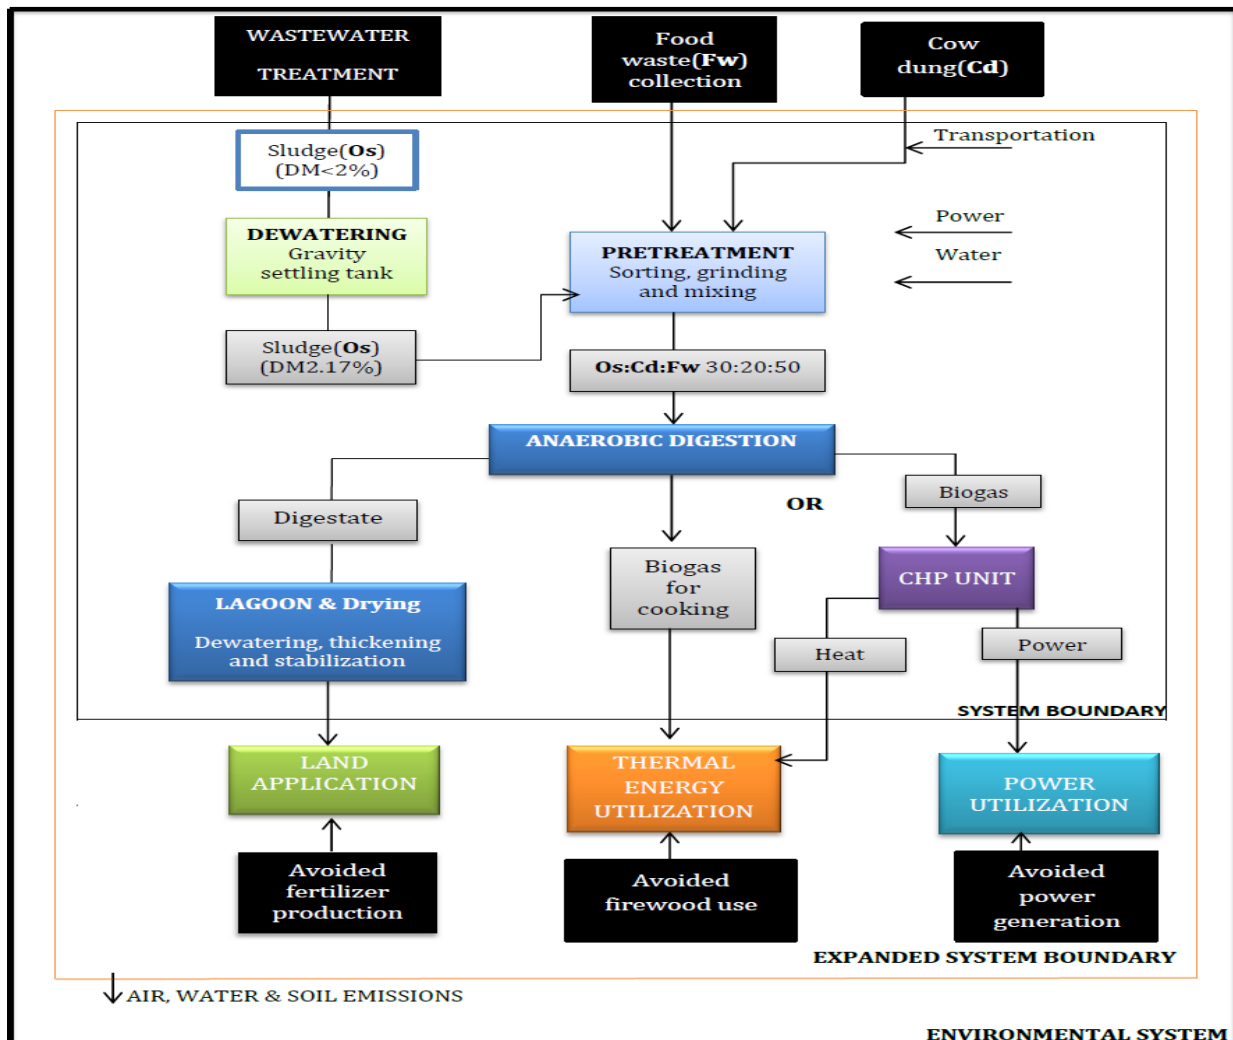 WASTEWATER
TREATMENT
Food
waste(Fw)
collection
Cow
dung(Cd)
Sludge(Os)
(DM<2%)
Transportation
DEWATERING
Gravity
settling tank
PRETREATMENT
Sorting, grinding
and mixing
Power
Water
Sludge(Os)
(DM2.17%)
Os:Cd:Fw 30:20:50
ANAEROBIC DIGESTION
Digestate
OR
Biogas
LAGOON & Drying
Dewatering, thickening
and stabilization
Biogas
for
cooking
CHP UNIT
Heat
Power
SYSTEM BOUNDARY
LAND
APPLICATION
THERMAL
ENERGY
UTILIZATION
POWER
UTILIZATION
Avoided
fertilizer
production
Avoided
firewood use
Avoided
power
generation
EXPANDED SYSTEM BOUNDARY
AIR, WATER & SOIL EMISSIONS
ENVIRONMENTAL SYSTEM